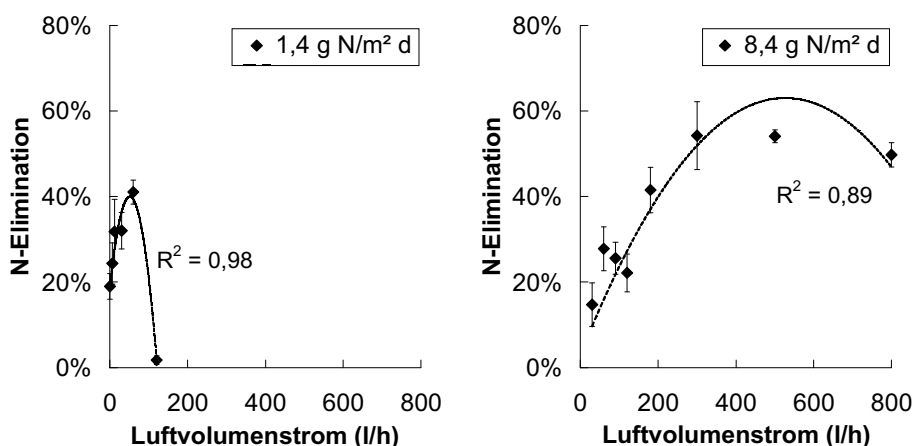 80%
60%
40%
20%
0%
N-Elimination
1,4 g N/m² d
R² = 0,98
0 200 400 600 800
Luftvolumenstrom (l/h)
80%
60%
40%
20%
0%
N-Elimination
8,4 g N/m² d
R² = 0,89
0 200 400 600 800
Luftvolumenstrom (l/h)